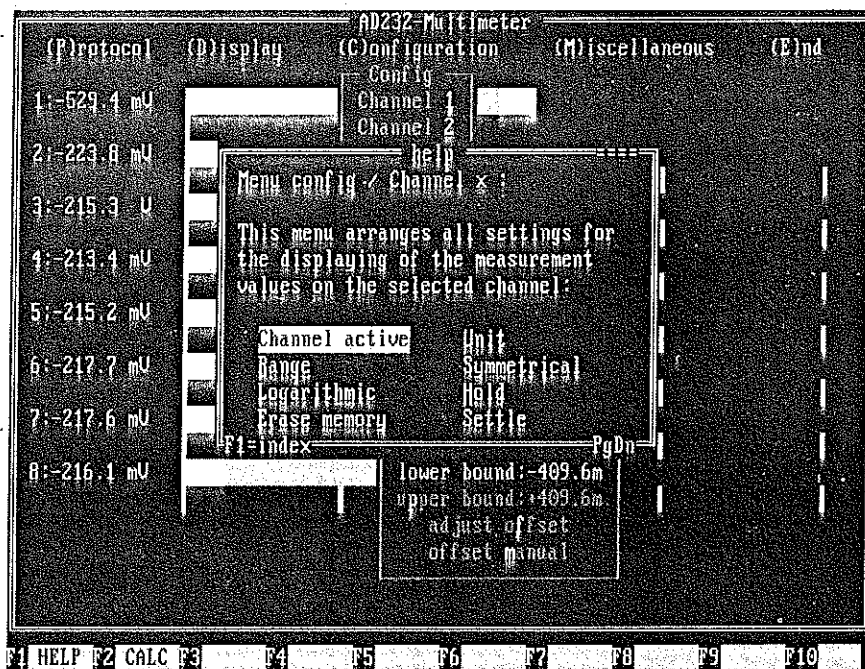 AD232-Multimeter
(P)rotocol (D)isplay (C)onfiguration (M)iscellaneous (E)nd
Config
1:-629.4 mV
Channel 1
Channel 2
2:-223.8 mV
help
Menu config / Channel x :
3:-215.3 V
This menu arranges all settings for
4:-213.4 mV
the displaying of the measurement
values on the selected channel:
5:-215.2 mV
Channel active Unit
6:-217.7 mV
Range Symmetrical
Logarithmic Hold
7:-217.6 mV
Erase memory Settle
F1=index PgDn
8:-216.1 mV
lower bound:-409.6m
upper bound:+409.6m
adjust offset
offset manual
F1 HELP F2 CALC F3 F4 F5 F6 F7 F8 F9 F10